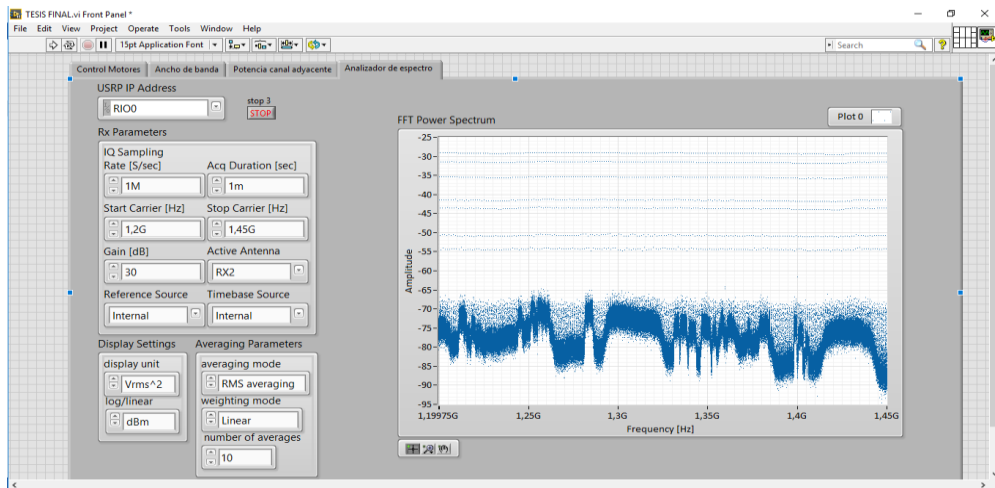 TESIS FINAL.vi Front Panel *
File Edit View Project Operate Tools Window Help
15pt Application Font
Search
Control Motores Ancho de banda Potencia canal adyacente Analizador de espectro
USRP IP Address
RIO0
stop 3
STOP
Rx Parameters
IQ Sampling
Rate [S/sec] Acq Duration [sec]
1M 1m
Start Carrier [Hz] Stop Carrier [Hz]
1,2G 1,45G
Gain [dB] Active Antenna
30 RX2
Reference Source Timebase Source
Internal Internal
Display Settings Averaging Parameters
display unit averaging mode
Vrms^2 RMS averaging
log/linear weighting mode
dBm Linear
number of averages
10
FFT Power Spectrum
Plot 0
Amplitude
-25
-30
-35
-40
-45
-50
-55
-60
-65
-70
-75
-80
-85
-90
-95
1,19975G 1,25G 1,3G 1,35G 1,4G 1,45G
Frequency [Hz]